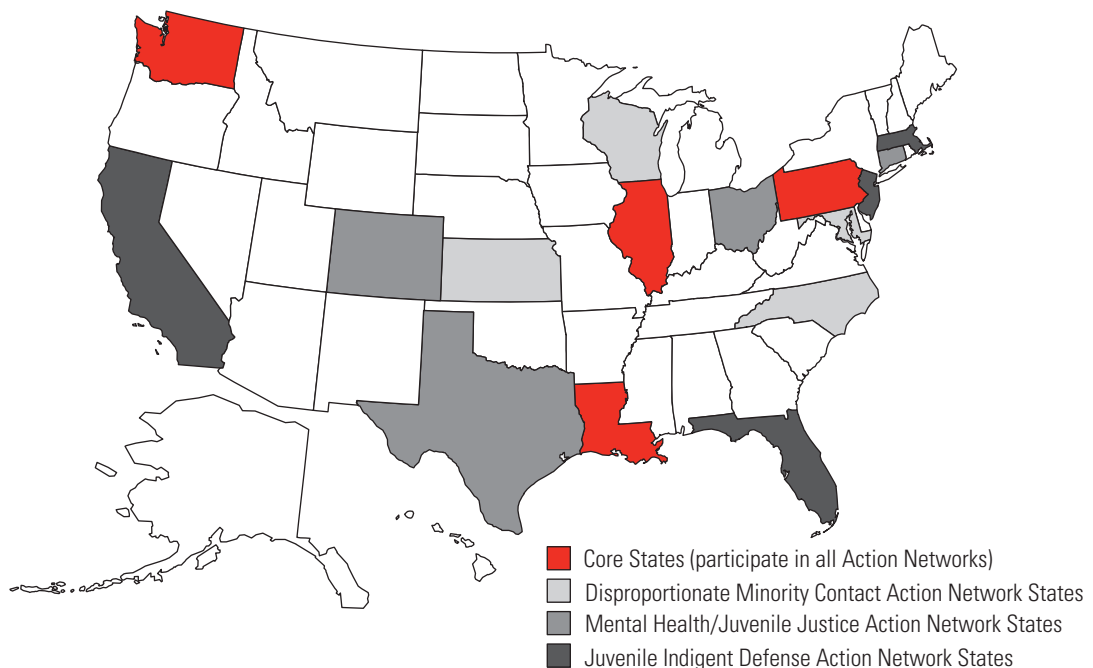 Core States (participate in all Action Networks)
Disproportionate Minority Contact Action Network States
Mental Health/Juvenile Justice Action Network States
Juvenile Indigent Defense Action Network States